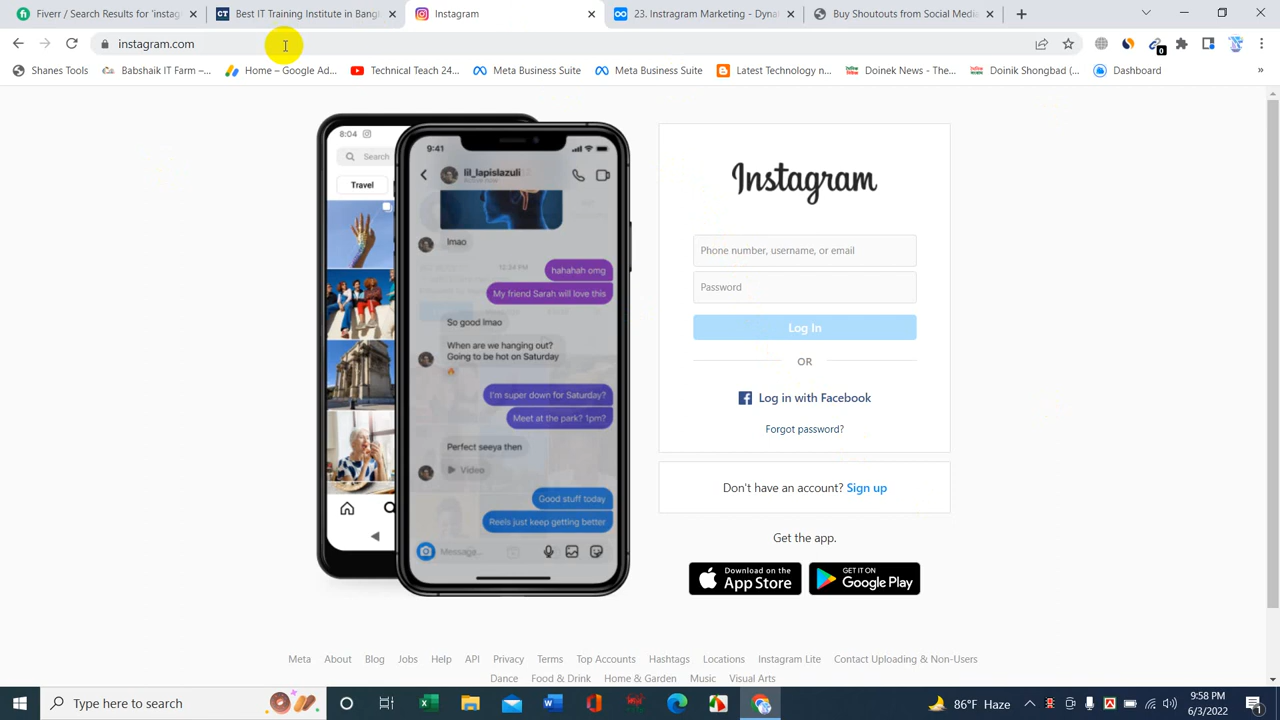 Fiverr / Search Results for 'instag
Best IT Training Institute in Bangl
Instagram
23. Instragram Madules - Dyna
Buy Shoutouts from Social Medi
instagram.com
0
Shanes Tools
Babshaik IT Farm –...
Home – Google Ad...
Technical Teach 24...
Meta Business Suite
Meta Business Suite
Latest Technology n...
Doinek News - The...
Doinik Shongbad (...
Dashboard
»
8:04
Search
Travel
9:41
lil_lapislazuli
lmao
12:34 PM
hahahah omg
My friend Sarah will love this
So good lmao
When are we hanging out?
Going to be hot on Saturday
I'm super down for Saturday?
Meet at the park? 1pm?
Perfect seeya then
Video
Good stuff today
Reels just keep getting better
Message...
Instagram
Phone number, username, or email
Password
Log In
OR
Log in with Facebook
Forgot password?
Don't have an account? Sign up
Get the app.
Download on the
App Store
GET IT ON
Google Play
Meta About Blog Jobs Help API Privacy Terms Top Accounts Hashtags Locations Instagram Lite Contact Uploading & Non-Users
Dance Food & Drink Home & Garden Music Visual Arts
Type here to search
86°F Haze
9:58 PM
6/3/2022